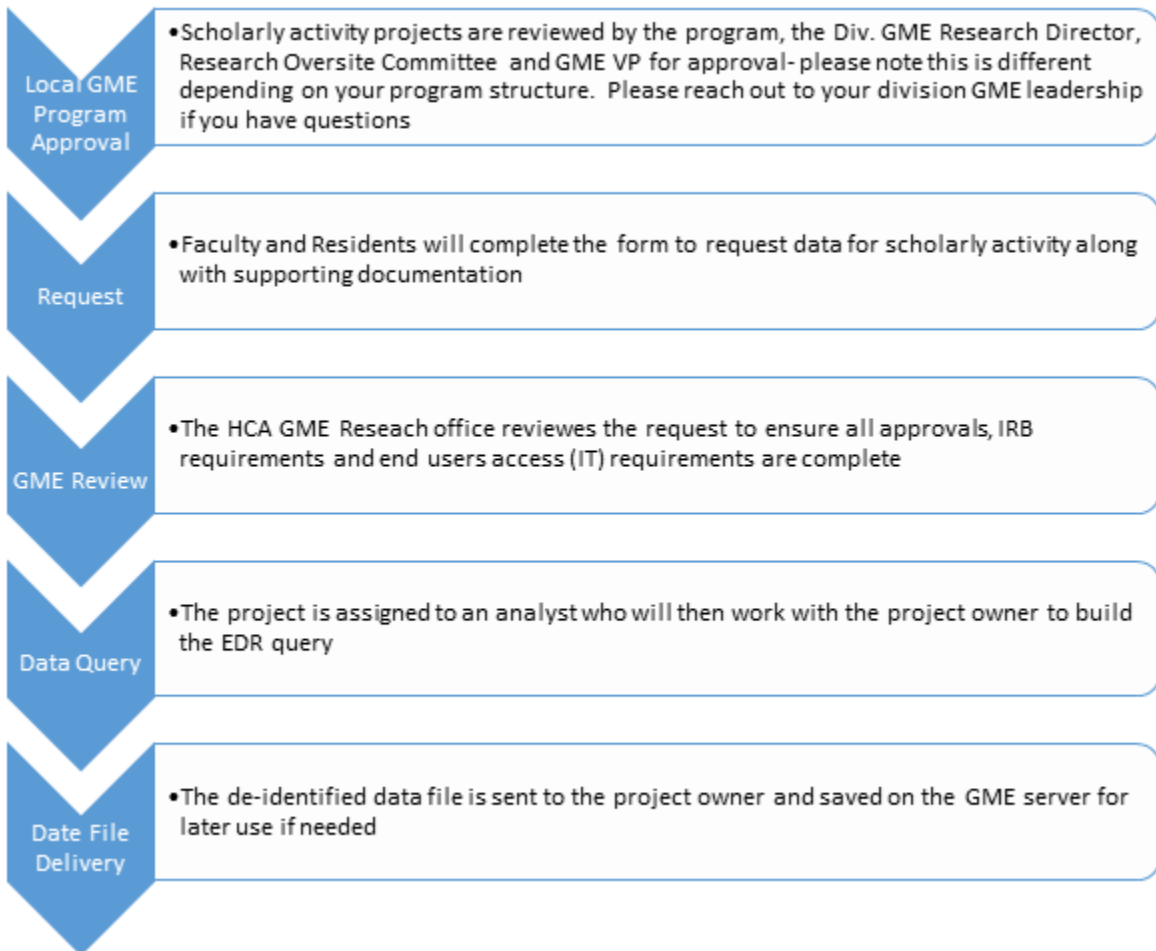 Local GME
Program
Approval
•Scholarly activity projects are reviewed by the program, the Div. GME Research Director,
Research Oversite Committee and GME VP for approval- please note this is different
depending on your program structure. Please reach out to your division GME leadership
if you have questions
Request
•Faculty and Residents will complete the form to request data for scholarly activity along
with supporting documentation
GME Review
•The HCA GME Reseach office reviewes the request to ensure all approvals, IRB
requirements and end users access (IT) requirements are complete
Data Query
•The project is assigned to an analyst who will then work with the project owner to build
the EDR query
Date File
Delivery
•The de-identified data file is sent to the project owner and saved on the GME server for
later use if needed